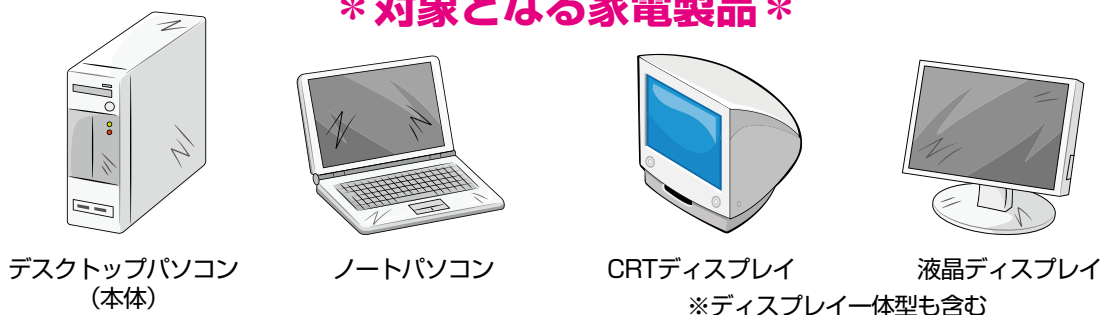 ＊対象となる家電製品＊
デスクトップパソコン
（本体）
ノートパソコン
CRTディスプレイ
液晶ディスプレイ
※ディスプレイ一体型も含む